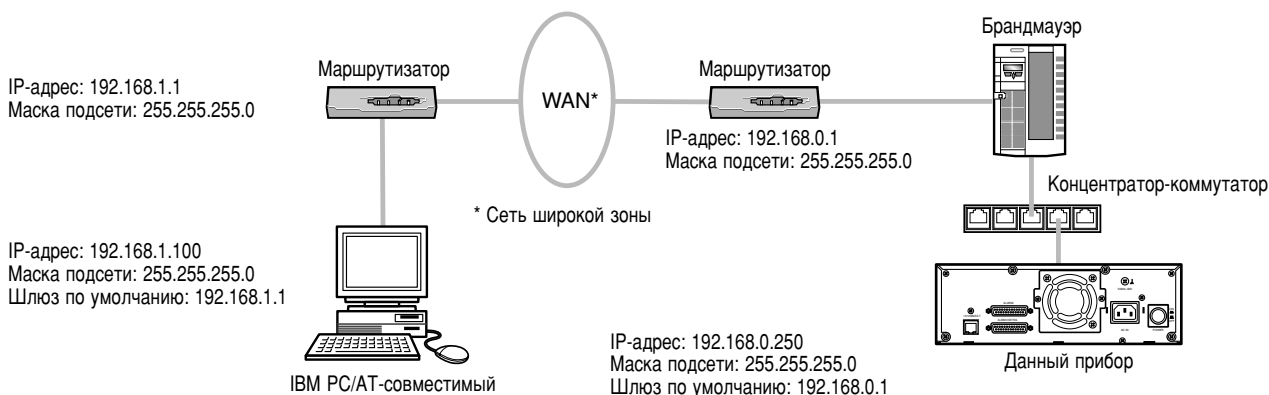 Брандмауэр
IP-адрес: 192.168.1.1
Маска подсети: 255.255.255.0
Маршрутизатор
WAN*
Маршрутизатор
IP-адрес: 192.168.0.1
Маска подсети: 255.255.255.0
Концентратор-коммутатор
* Сеть широкой зоны
IP-адрес: 192.168.1.100
Маска подсети: 255.255.255.0
Шлюз по умолчанию: 192.168.1.1
IBM PC/AT-совместимый
IP-адрес: 192.168.0.250
Маска подсети: 255.255.255.0
Шлюз по умолчанию: 192.168.0.1
Данный прибор